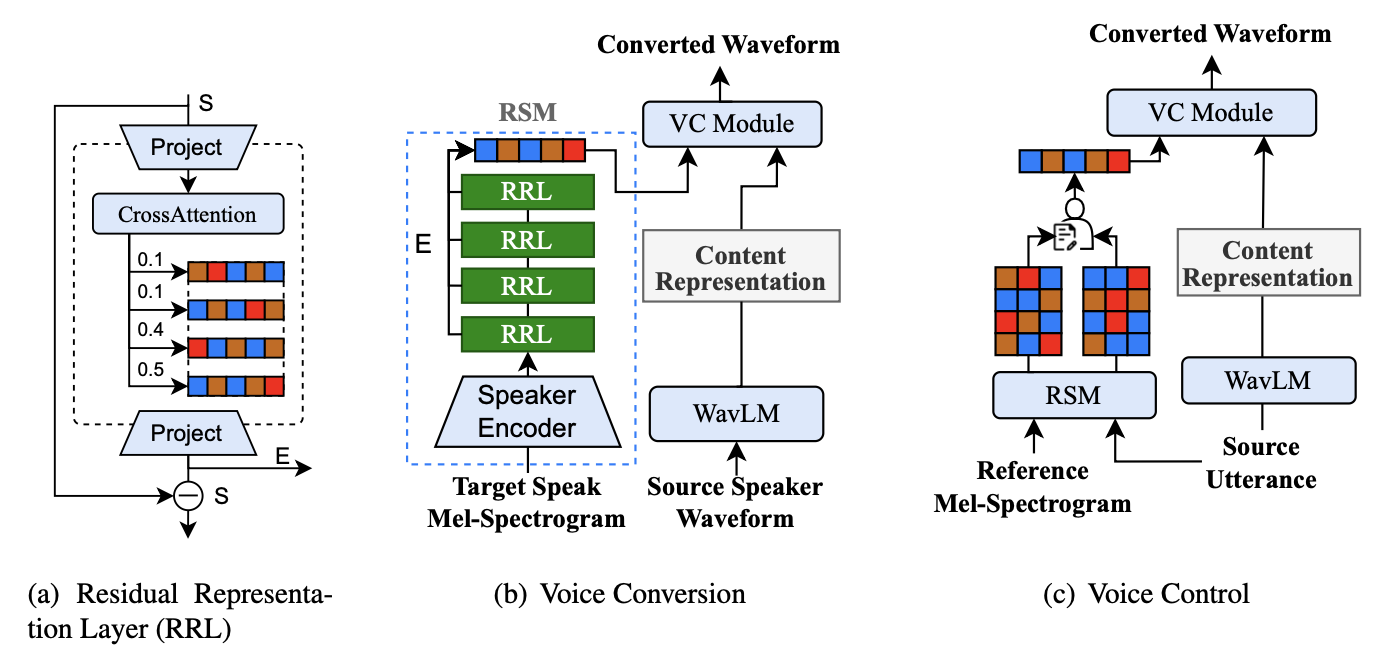 S
Project
CrossAttention
0.1
0.1
0.4
0.5
Project
E
S
(a) Residual Representa-
tion Layer (RRL)
Converted Waveform
RSM
VC Module
RRL
RRL
E
RRL
RRL
Content
Representation
Speaker
Encoder
WavLM
Target Speak
Mel-Spectrogram
Source Speaker
Waveform
(b) Voice Conversion
Converted Waveform
VC Module
Content
Representation
RSM
WavLM
Reference
Mel-Spectrogram
Source
Utterance
(c) Voice Control